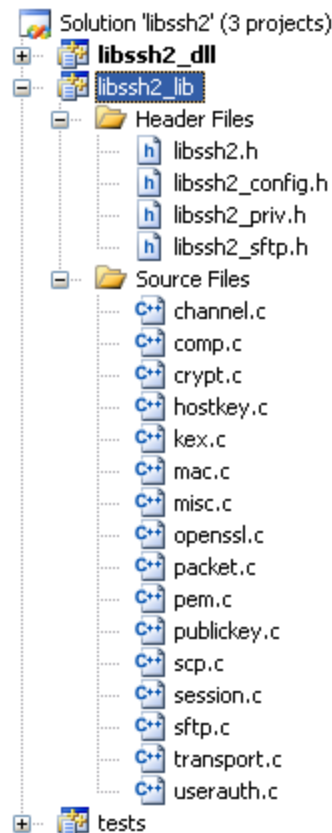 Solution 'libssh2' (3 projects)
libssh2_dll
libssh2_lib
Header Files
libssh2.h
libssh2_config.h
libssh2_priv.h
libssh2_sftp.h
Source Files
channel.c
comp.c
crypt.c
hostkey.c
kex.c
mac.c
misc.c
openssl.c
packet.c
pem.c
publickey.c
scp.c
session.c
sftp.c
transport.c
userauth.c
tests